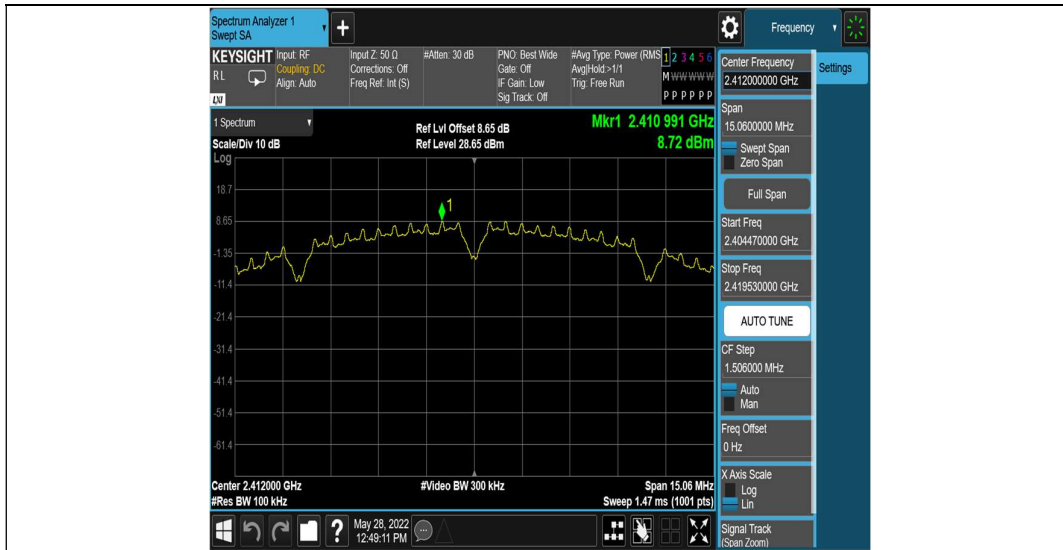 Spectrum Analyzer 1
Swept SA
+
Frequency
KEYSIGHT
R L
LXI
Input: RF
Coupling: DC
Align: Auto
Input Z: 50 Ω
Corrections: Off
Freq Ref: Int (S)
#Atten: 30 dB
PNO: Best Wide
Gate: Off
IF Gain: Low
Sig Track: Off
#Avg Type: Power (RMS
Avg|Hold:>1/1
Trig: Free Run
1 2 3 4 5 6
M W W W W W
P P P P P P
1 Spectrum
Scale/Div 10 dB
Log
Ref Lvl Offset 8.65 dB
Ref Level 28.65 dBm
Mkr1 2.410 991 GHz
8.72 dBm
18.7
8.65
-1.35
-11.4
-21.4
-31.4
-41.4
-51.4
-61.4
1
Center 2.412000 GHz
#Res BW 100 kHz
#Video BW 300 kHz
Span 15.06 MHz
Sweep 1.47 ms (1001 pts)
?
May 28, 2022
12:49:11 PM
Center Frequency
2.412000000 GHz
Span
15.0600000 MHz
Swept Span
Zero Span
Full Span
Start Freq
2.404470000 GHz
Stop Freq
2.419530000 GHz
AUTO TUNE
CF Step
1.506000 MHz
Auto
Man
Freq Offset
0 Hz
X Axis Scale
Log
Lin
Signal Track
(Span Zoom)
Settings